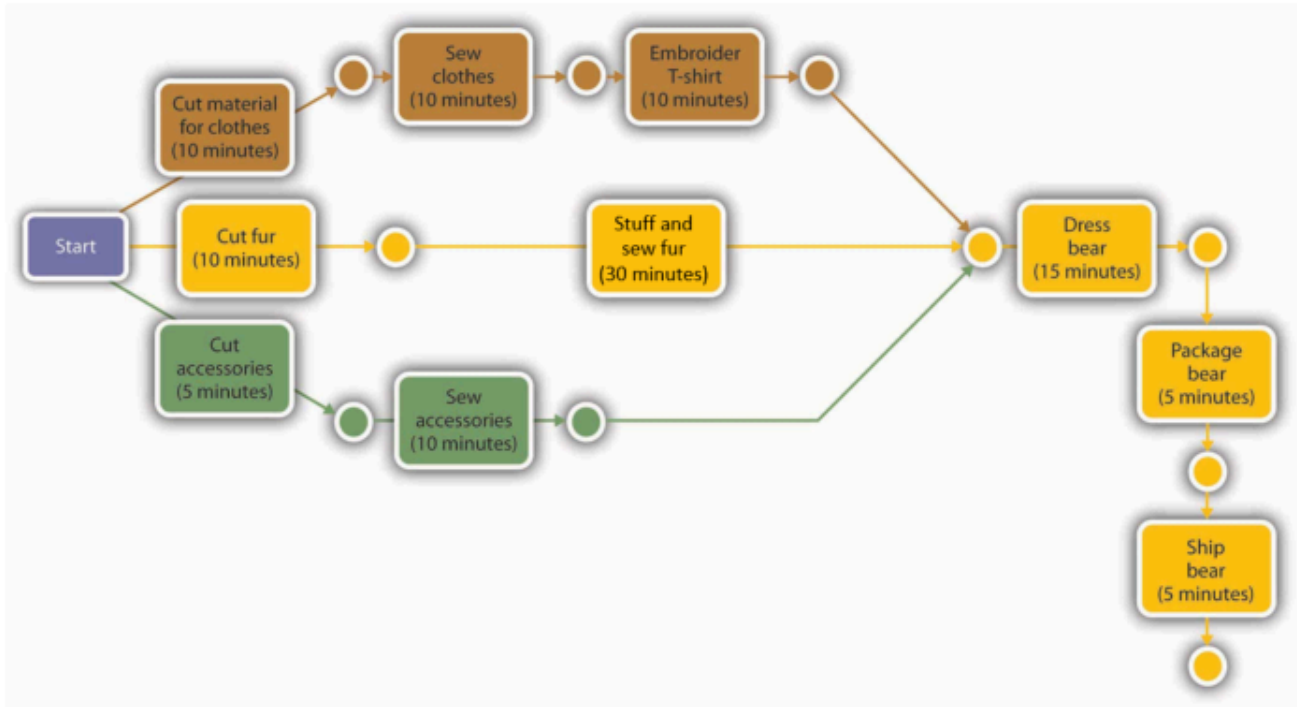 Sew
clothes
(10 minutes)
Embroider
T-shirt
(10 minutes)
Cut material
for clothes
(10 minutes)
Start
Cut fur
(10 minutes)
Stuff and
sew fur
(30 minutes)
Dress
bear
(15 minutes)
Cut
accessories
(5 minutes)
Sew
accessories
(10 minutes)
Package
bear
(5 minutes)
Ship
bear
(5 minutes)